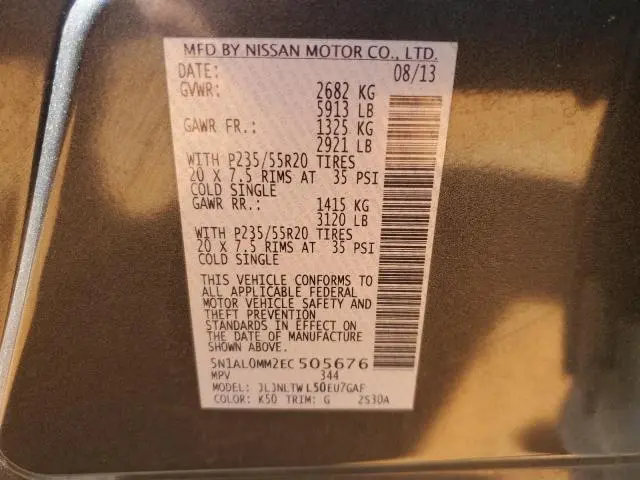 MFD BY NISSAN MOTOR CO., LTD.
DATE: 08/13
GVWR: 2682 KG
5913 LB
GAWR FR.: 1325 KG
2921 LB
WITH P235/55R20 TIRES
20 X 7.5 RIMS AT 35 PSI
COLD SINGLE
GAWR RR.: 1415 KG
3120 LB
WITH P235/55R20 TIRES
20 X 7.5 RIMS AT 35 PSI
COLD SINGLE
THIS VEHICLE CONFORMS TO
ALL APPLICABLE FEDERAL
MOTOR VEHICLE SAFETY AND
THEFT PREVENTION
STANDARDS IN EFFECT ON
THE DATE OF MANUFACTURE
SHOWN ABOVE.
5N1AL0MM2EC505676
MPV 344
MODEL: JLJNLTW L50EU7GAF
COLOR: K50 TRIM: G 2S30A